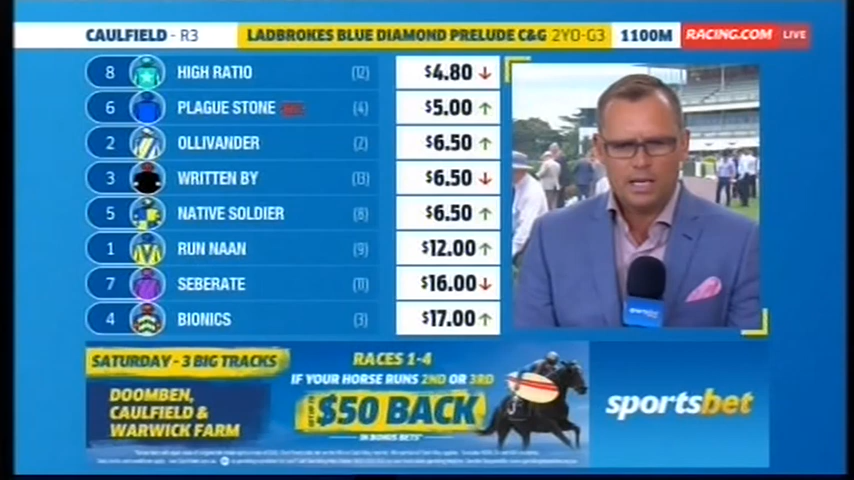 CAULFIELD - R3 LADBROKES BLUE DIAMOND PRELUDE C&G 2YO-G3 1100M RACING.COM LIVE
8 HIGH RATIO (12) $4.80
6 PLAGUE STONE (4) $5.00
2 OLLIVANDER (2) $6.50
3 WRITTEN BY (13) $6.50
5 NATIVE SOLDIER (8) $6.50
1 RUN NAAN (9) $12.00
7 SEBERATE (11) $16.00
4 BIONICS (3) $17.00
SATURDAY - 3 BIG TRACKS
DOOMBEN,
CAULFIELD &
WARWICK FARM
RACES 1-4
IF YOUR HORSE RUNS 2ND OR 3RD
GET UP TO $50 BACK
IN BONUS BETS
sportsbet